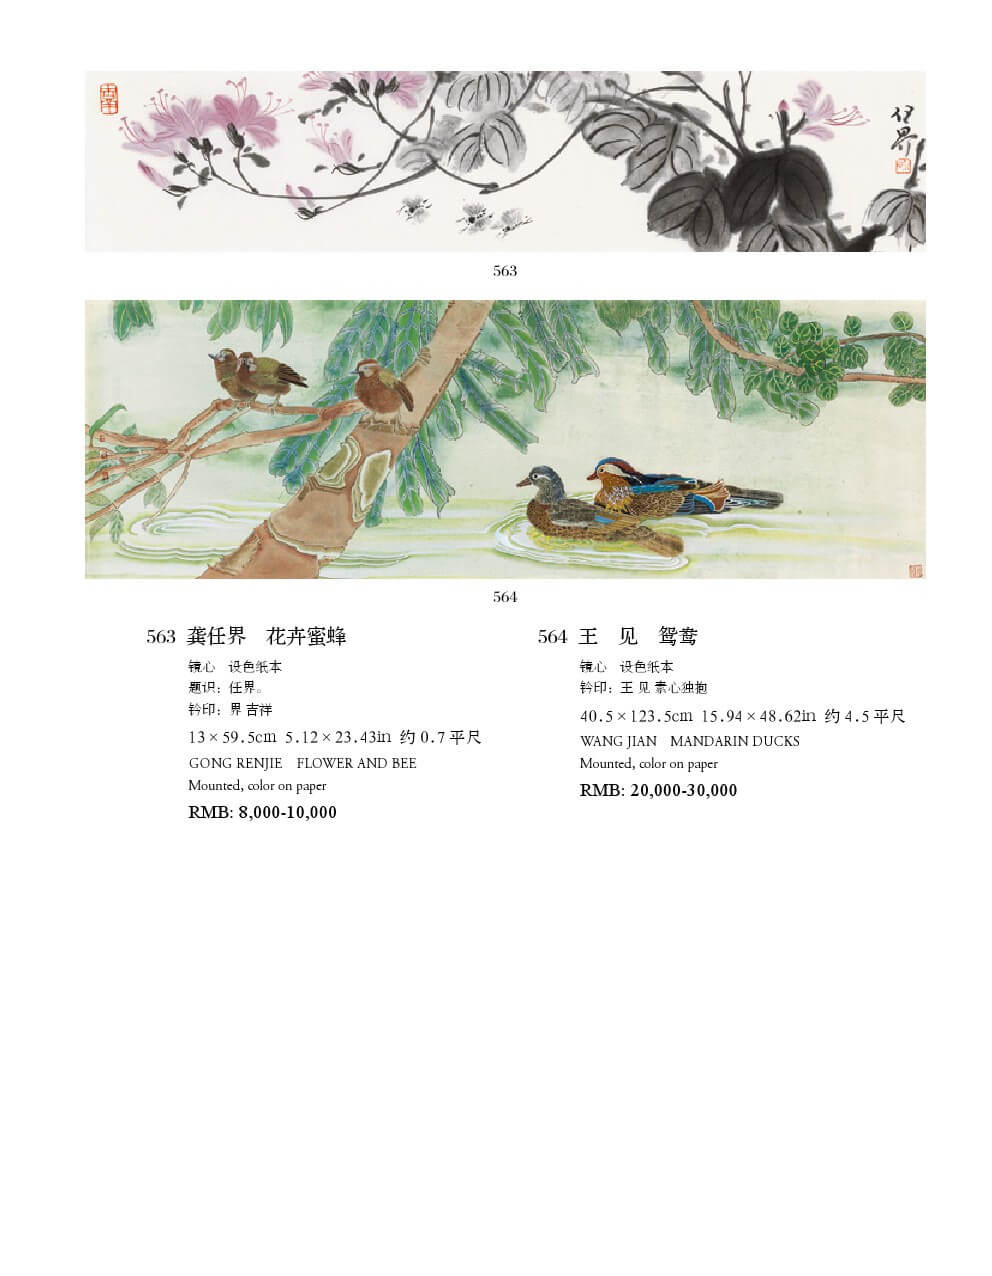 任界
563
564
563 龚任界 花卉蜜蜂
镜心 设色纸本
题识：任界。
钤印：界 吉祥
13×59.5cm 5.12×23.43in 约 0.7 平尺
GONG RENJIE FLOWER AND BEE
Mounted, color on paper
RMB: 8,000-10,000
564 王 见 鸳鸯
镜心 设色纸本
钤印：王 见 素心独抱
40.5×123.5cm 15.94×48.62in 约 4.5 平尺
WANG JIAN MANDARIN DUCKS
Mounted, color on paper
RMB: 20,000-30,000